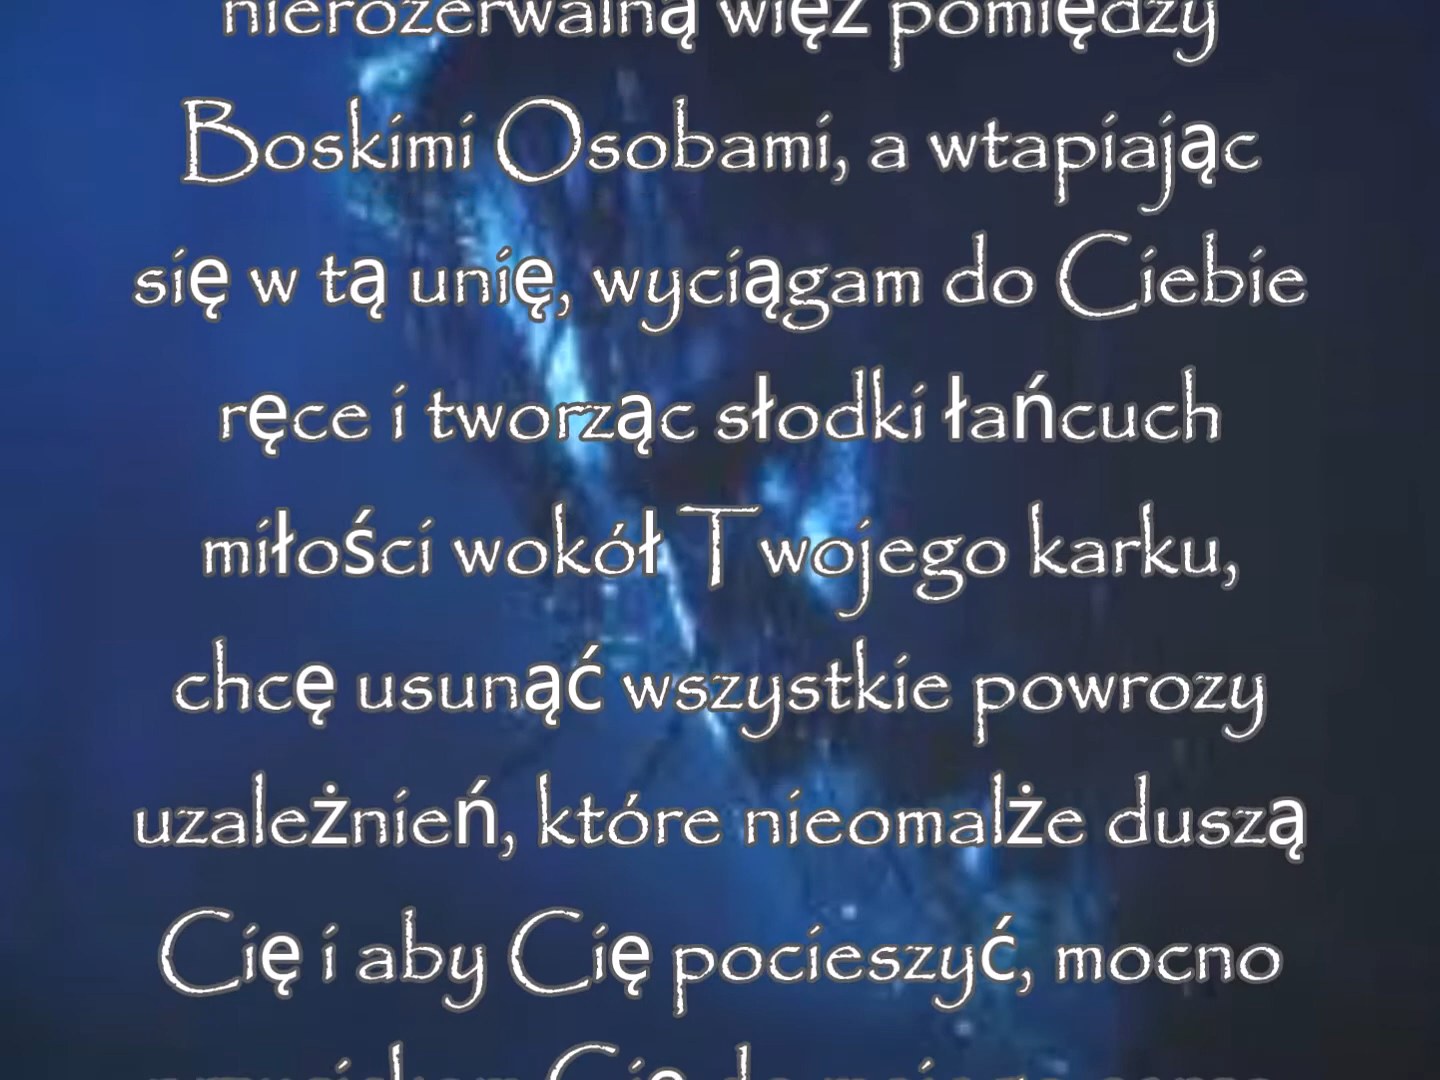 nierozerwalną więź pomiędzy
Boskimi Osobami, a wtapiając
się w tą unię, wyciągam do Ciebie
ręce i tworząc słodki łańcuch
miłości wokół Twojego karku,
chcę usunąć wszystkie powrozy
uzależnień, które nieomalże duszą
Cię i aby Cię pocieszyć, mocno